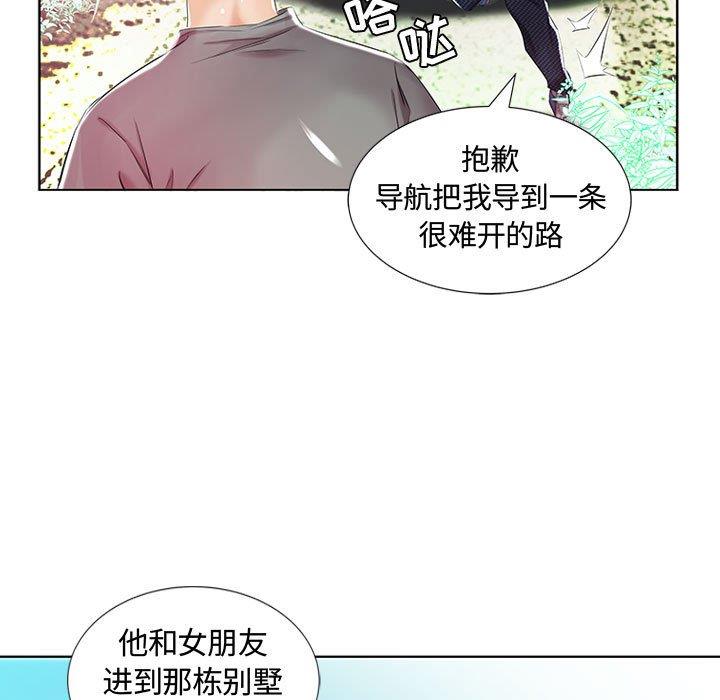 哈
哒
抱歉
导航把我导到一条
很难开的路
他和女朋友
进到那栋别墅